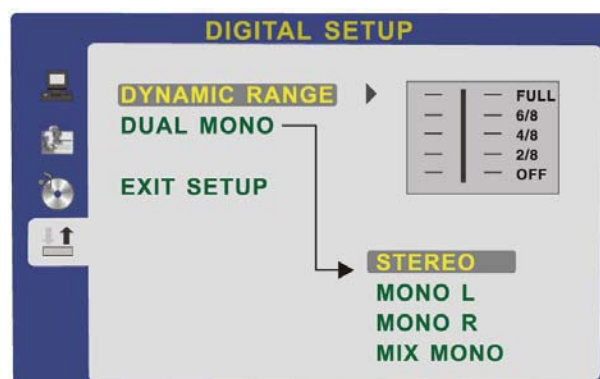 DIGITAL SETUP
DYNAMIC RANGE
DUAL MONO
EXIT SETUP
FULL
6/8
4/8
2/8
OFF
STEREO
MONO L
MONO R
MIX MONO